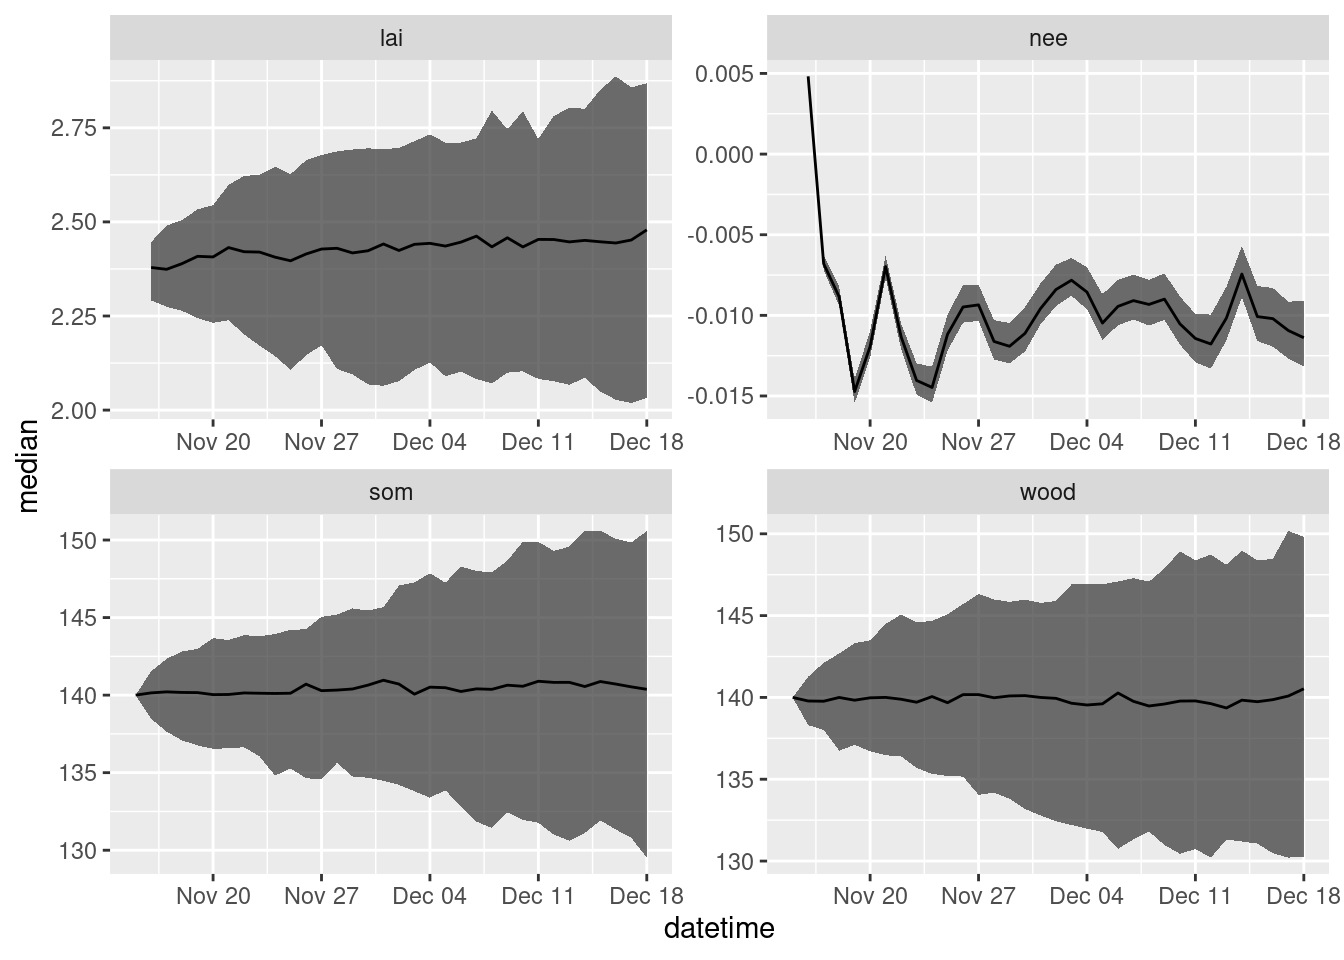 lai
nee
2.75
2.50
2.25
2.00
0.005
0.000
-0.005
-0.010
-0.015
Nov 20 Nov 27 Dec 04 Dec 11 Dec 18
Nov 20 Nov 27 Dec 04 Dec 11 Dec 18
median
som
wood
150
145
140
135
130
150
145
140
135
130
Nov 20 Nov 27 Dec 04 Dec 11 Dec 18
Nov 20 Nov 27 Dec 04 Dec 11 Dec 18
datetime